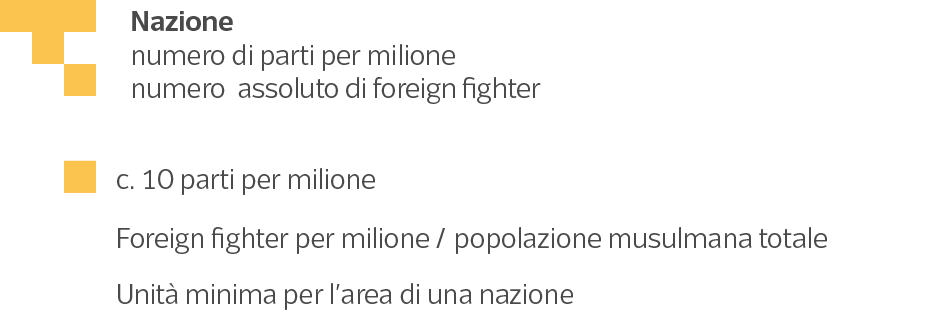 Nazione
numero di parti per milione
numero assoluto di foreign fighter
c. 10 parti per milione
Foreign fighter per milione / popolazione musulmana totale
Unità minima per l'area di una nazione